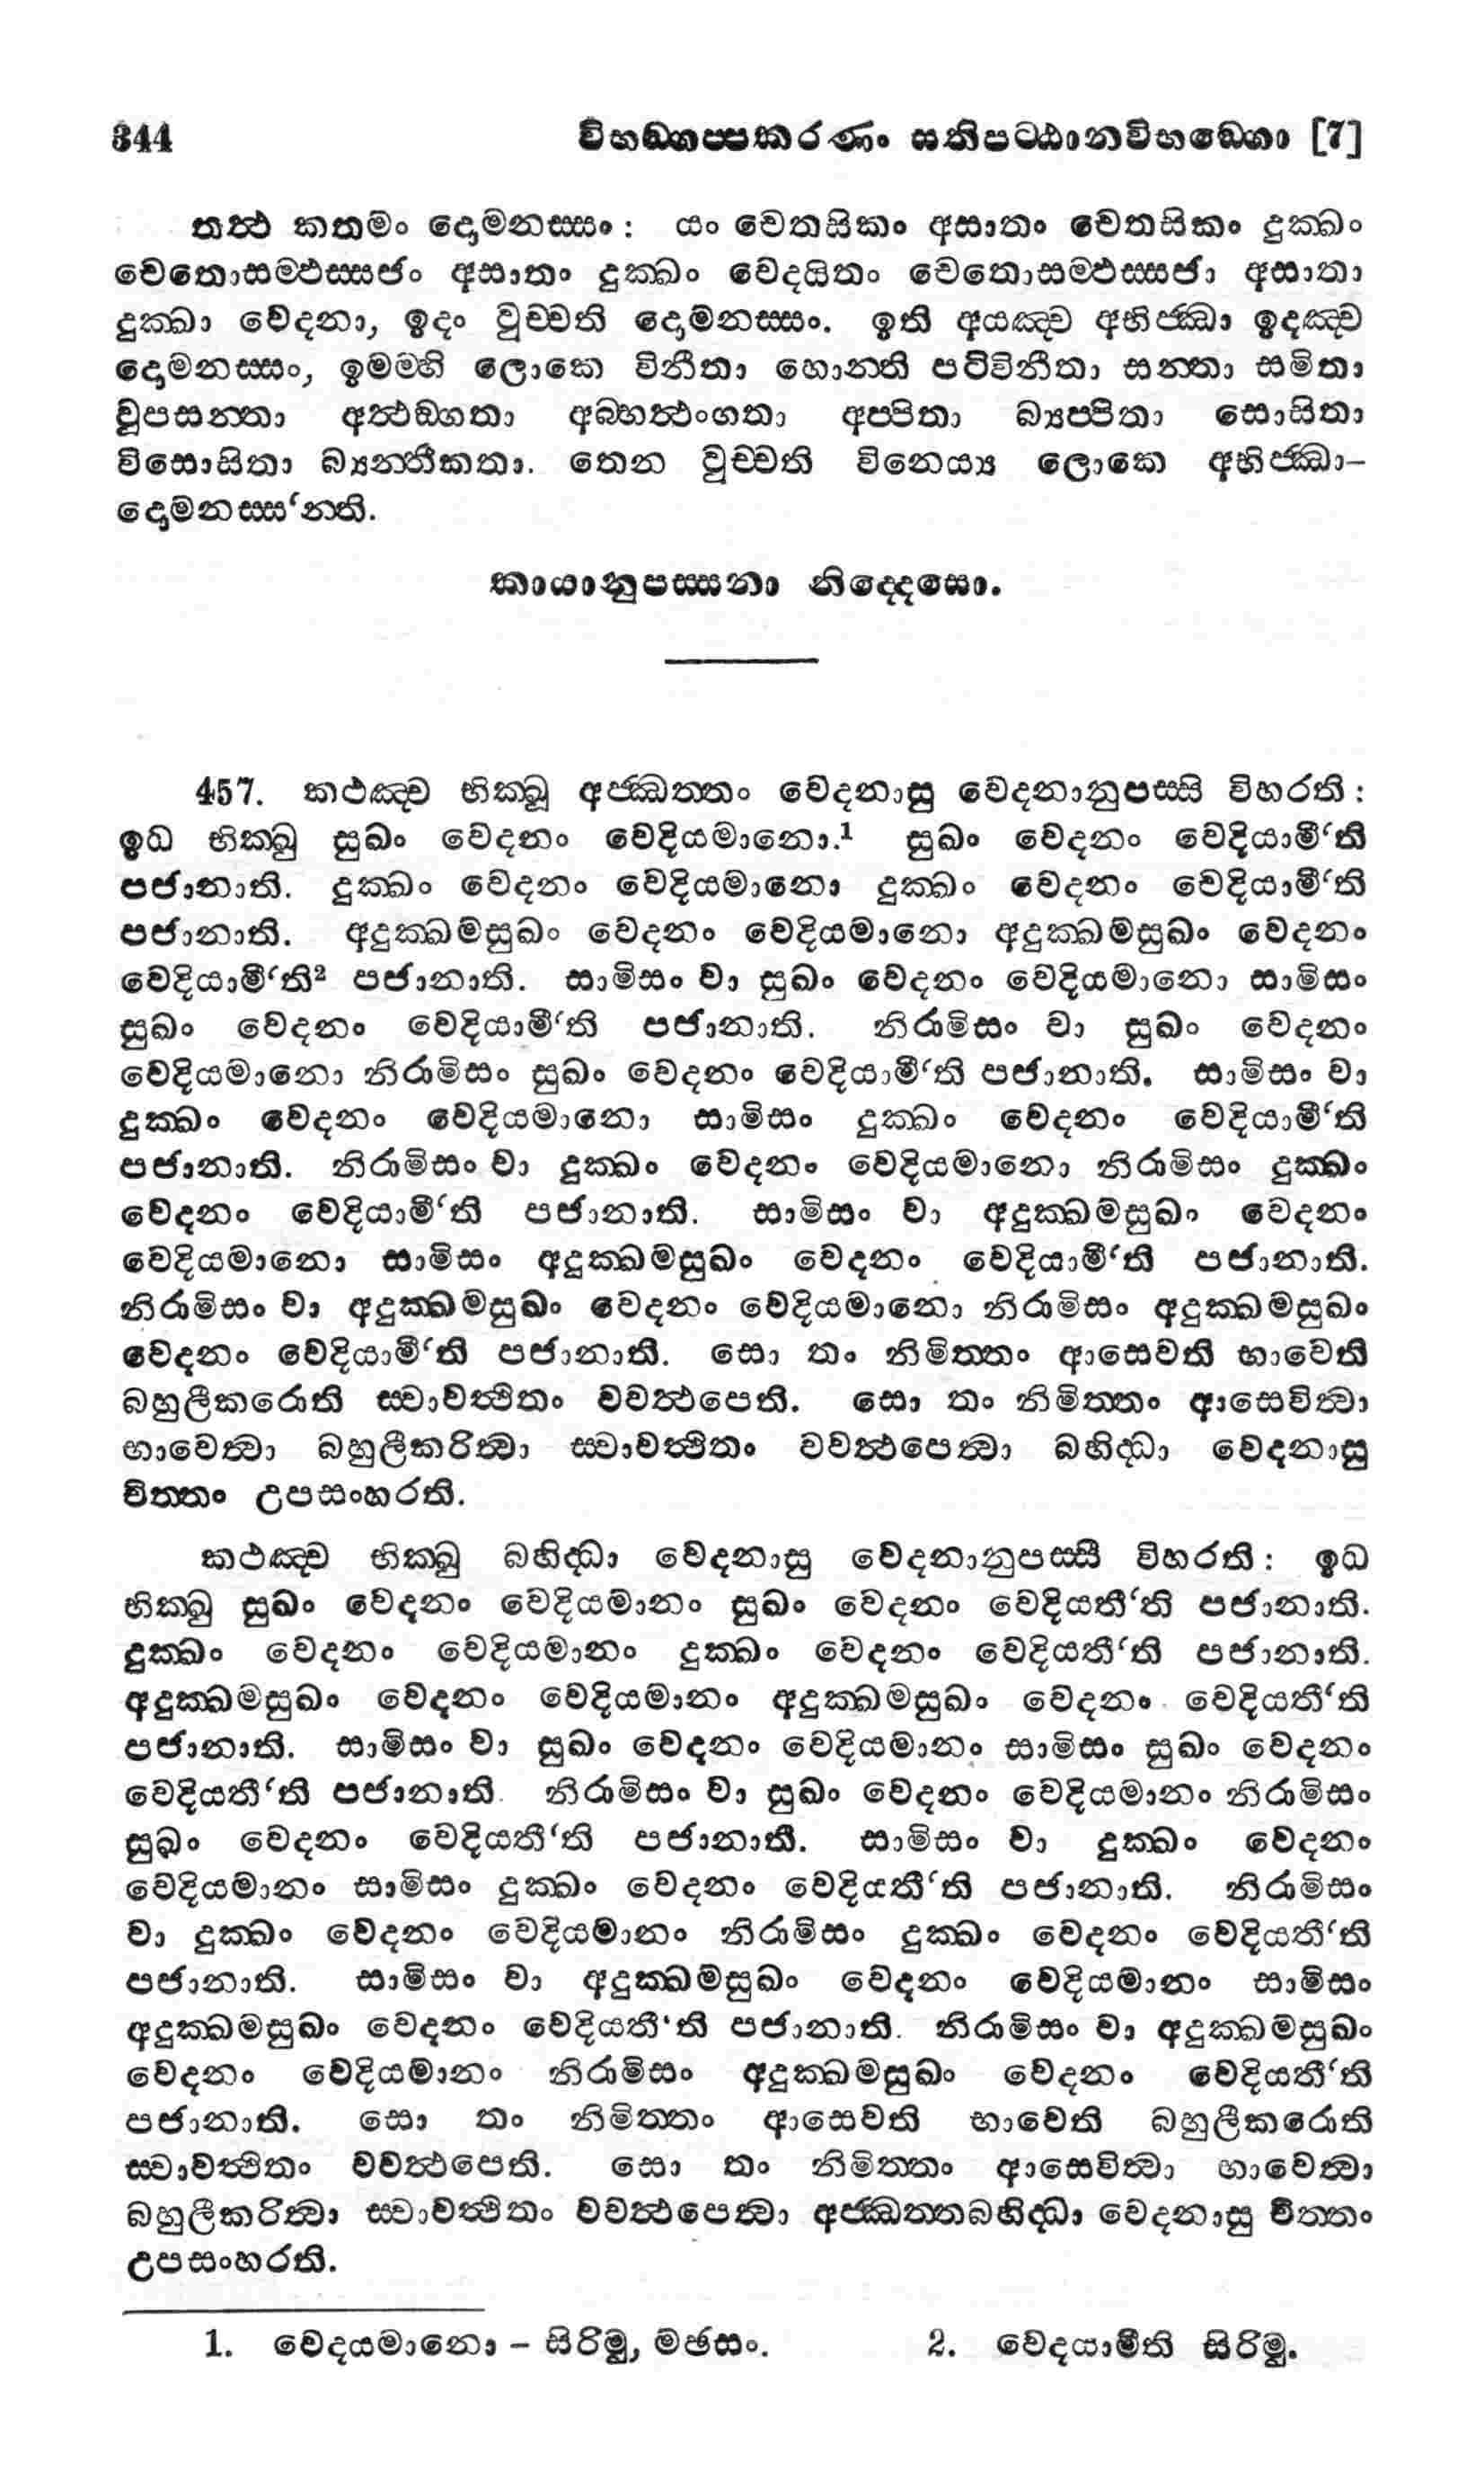 344 විභඞ්ගප්පකරණං සතිපට්ඨානවිභඞ්ගො [7]
තත්ථ කතමං දොමනස්සං: යං චෙතසිකං අසාතං චෙතසිකං දුක්ඛං
චෙතොසම්ඵස්සජං අසාතං දුක්ඛං වෙදයිතං චෙතොසම්ඵස්සජා අසාතා
දුක්ඛා වෙදනා, ඉදං වුච්චති දොමනස්සං. ඉති අයඤ්ච අභිජ්ඣා ඉදඤ්ච
දොමනස්සං, ඉමම්හි ලොකෙ විනීතා හොන්ති පටිවිනීතා සන්තා සමිතා
වූපසන්තා අත්ථඞ්ගතා අබ්භත්ථංගතා අප්පිතා බ්‍යප්පිතා සොසිතා
විසොසිතා බ්‍යන්තීකතා. තෙන වුච්චති විනෙය්‍ය ලොකෙ අභිජ්ඣා-
දොමනස්ස‘න්ති.
කායානුපස්සනා නිද්දෙසො.
457. කථඤ්ච භික්ඛූ අජ්ඣත්තං වෙදනාසු වෙදනානුපස්සි විහරති:
ඉධ භික්ඛු සුඛං වෙදනං වෙදියමානො.¹ සුඛං වෙදනං වෙදියාමී‘ති
පජානාති. දුක්ඛං වෙදනං වෙදියමානො දුක්ඛං වෙදනං වෙදියාමී‘ති
පජානාති. අදුක්ඛමසුඛං වෙදනං වෙදියමානො අදුක්ඛමසුඛං වෙදනං
වෙදියාමී‘ති² පජානාති. සාමිසං වා සුඛං වෙදනං වෙදියමානො සාමිසං
සුඛං වෙදනං වෙදියාමී‘ති පජානාති. නිරාමිසං වා සුඛං වෙදනං
වෙදියමානො නිරාමිසං සුඛං වෙදනං වෙදියාමී‘ති පජානාති. සාමිසං වා
දුක්ඛං වෙදනං වෙදියමානො සාමිසං දුක්ඛං වෙදනං වෙදියාමී‘ති
පජානාති. නිරාමිසං වා දුක්ඛං වෙදනං වෙදියමානො නිරාමිසං දුක්ඛං
වෙදනං වෙදියාමී‘ති පජානාති. සාමිසං වා අදුක්ඛමසුඛං වෙදනං
වෙදියමානො සාමිසං අදුක්ඛමසුඛං වෙදනං වෙදියාමී‘ති පජානාති.
නිරාමිසං වා අදුක්ඛමසුඛං වෙදනං වෙදියමානො නිරාමිසං අදුක්ඛමසුඛං
වෙදනං වෙදියාමී‘ති පජානාති. සො තං නිමිත්තං ආසෙවති භාවෙති
බහුලීකරොති ස්වාවත්ථිතං වවත්ථපෙති. සො තං නිමිත්තං ආසෙවිත්වා
භාවෙත්වා බහුලීකරිත්වා ස්වාවත්ථිතං වවත්ථපෙත්වා බහිද්ධා වෙදනාසු
චිත්තං උපසංහරති.
කථඤ්ච භික්ඛු බහිද්ධා වෙදනාසු වෙදනානුපස්සී විහරති: ඉධ
භික්ඛු සුඛං වෙදනං වෙදියමානං සුඛං වෙදනං වෙදියතී‘ති පජානාති.
දුක්ඛං වෙදනං වෙදියමානං දුක්ඛං වෙදනං වෙදියතී‘ති පජානාති.
අදුක්ඛමසුඛං වෙදනං වෙදියමානං අදුක්ඛමසුඛං වෙදනං වෙදියතී‘ති
පජානාති. සාමිසං වා සුඛං වෙදනං වෙදියමානං සාමිසං සුඛං වෙදනං
වෙදියතී‘ති පජානාති. නිරාමිසං වා සුඛං වෙදනං වෙදියමානං නිරාමිසං
සුඛං වෙදනං වෙදියතී‘ති පජානාති. සාමිසං වා දුක්ඛං වෙදනං
වෙදියමානං සාමිසං දුක්ඛං වෙදනං වෙදියතී‘ති පජානාති. නිරාමිසං
වා දුක්ඛං වෙදනං වෙදියමානං නිරාමිසං දුක්ඛං වෙදනං වෙදියතී‘ති
පජානාති. සාමිසං වා අදුක්ඛමසුඛං වෙදනං වෙදියමානං සාමිසං
අදුක්ඛමසුඛං වෙදනං වෙදියතී‘ති පජානාති. නිරාමිසං වා අදුක්ඛමසුඛං
වෙදනං වෙදියමානං නිරාමිසං අදුක්ඛමසුඛං වෙදනං වෙදියතී‘ති
පජානාති. සො තං නිමිත්තං ආසෙවති භාවෙති බහුලීකරොති
ස්වාවත්ථිතං වවත්ථපෙති. සො තං නිමිත්තං ආසෙවිත්වා භාවෙත්වා
බහුලීකරිත්වා ස්වාවත්ථිතං වවත්ථපෙත්වා අජ්ඣත්තබහිද්ධා වෙදනාසු චිත්තං
උපසංහරති.
1. වෙදයමානො – සිරිමු, මඡසං. 2. වෙදයාමීති සිරිමු.